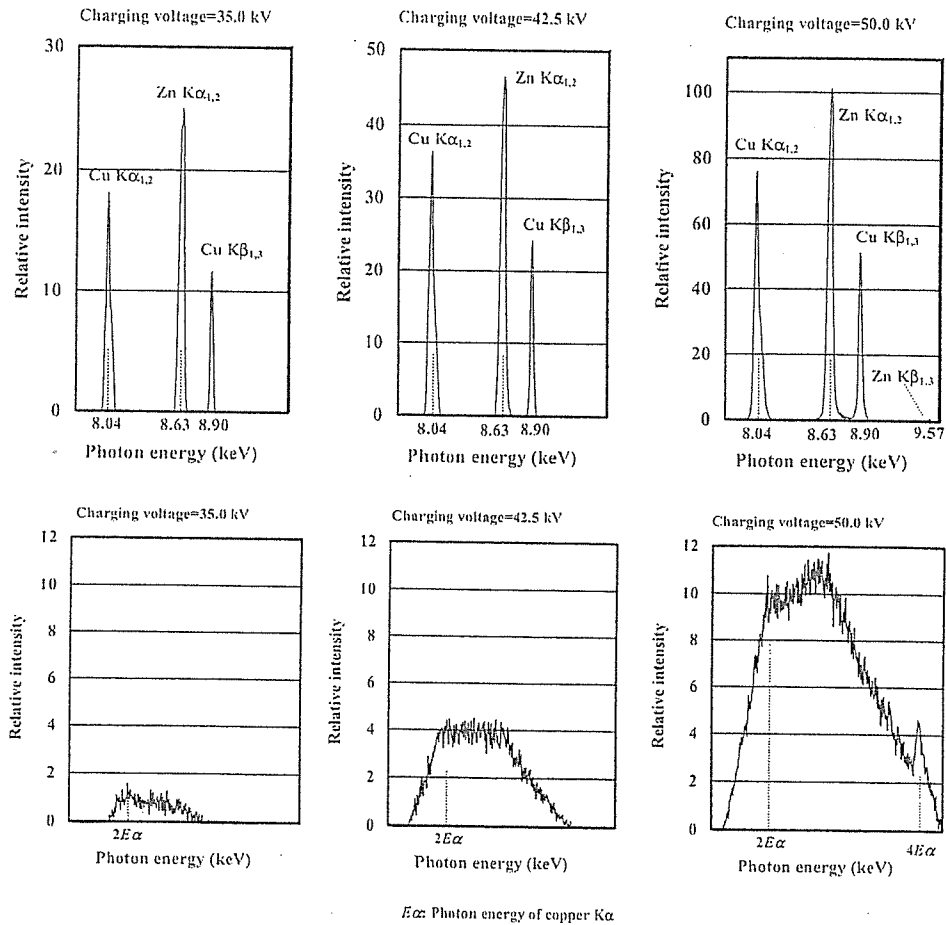 Charging voltage=35.0 kV
30
20
10
0
Relative intensity
Cu Kα1,2
Zn Kα1,2
Cu Kβ1,3
8.04 8.63 8.90
Photon energy (keV)
Charging voltage=42.5 kV
50
40
30
20
10
0
Relative intensity
Cu Kα1,2
Zn Kα1,2
Cu Kβ1,3
8.04 8.63 8.90
Photon energy (keV)
Charging voltage=50.0 kV
100
80
60
40
20
0
Relative intensity
Cu Kα1,2
Zn Kα1,2
Cu Kβ1,3
Zn Kβ1,3
8.04 8.63 8.90 9.57
Photon energy (keV)
Charging voltage=35.0 kV
12
10
8
6
4
2
0
Relative intensity
2Eα
Photon energy (keV)
Charging voltage=42.5 kV
12
10
8
6
4
2
0
Relative intensity
2Eα
Photon energy (keV)
Charging voltage=50.0 kV
12
10
8
6
4
2
0
Relative intensity
2Eα 4Eα
Photon energy (keV)
Eα: Photon energy of copper Kα